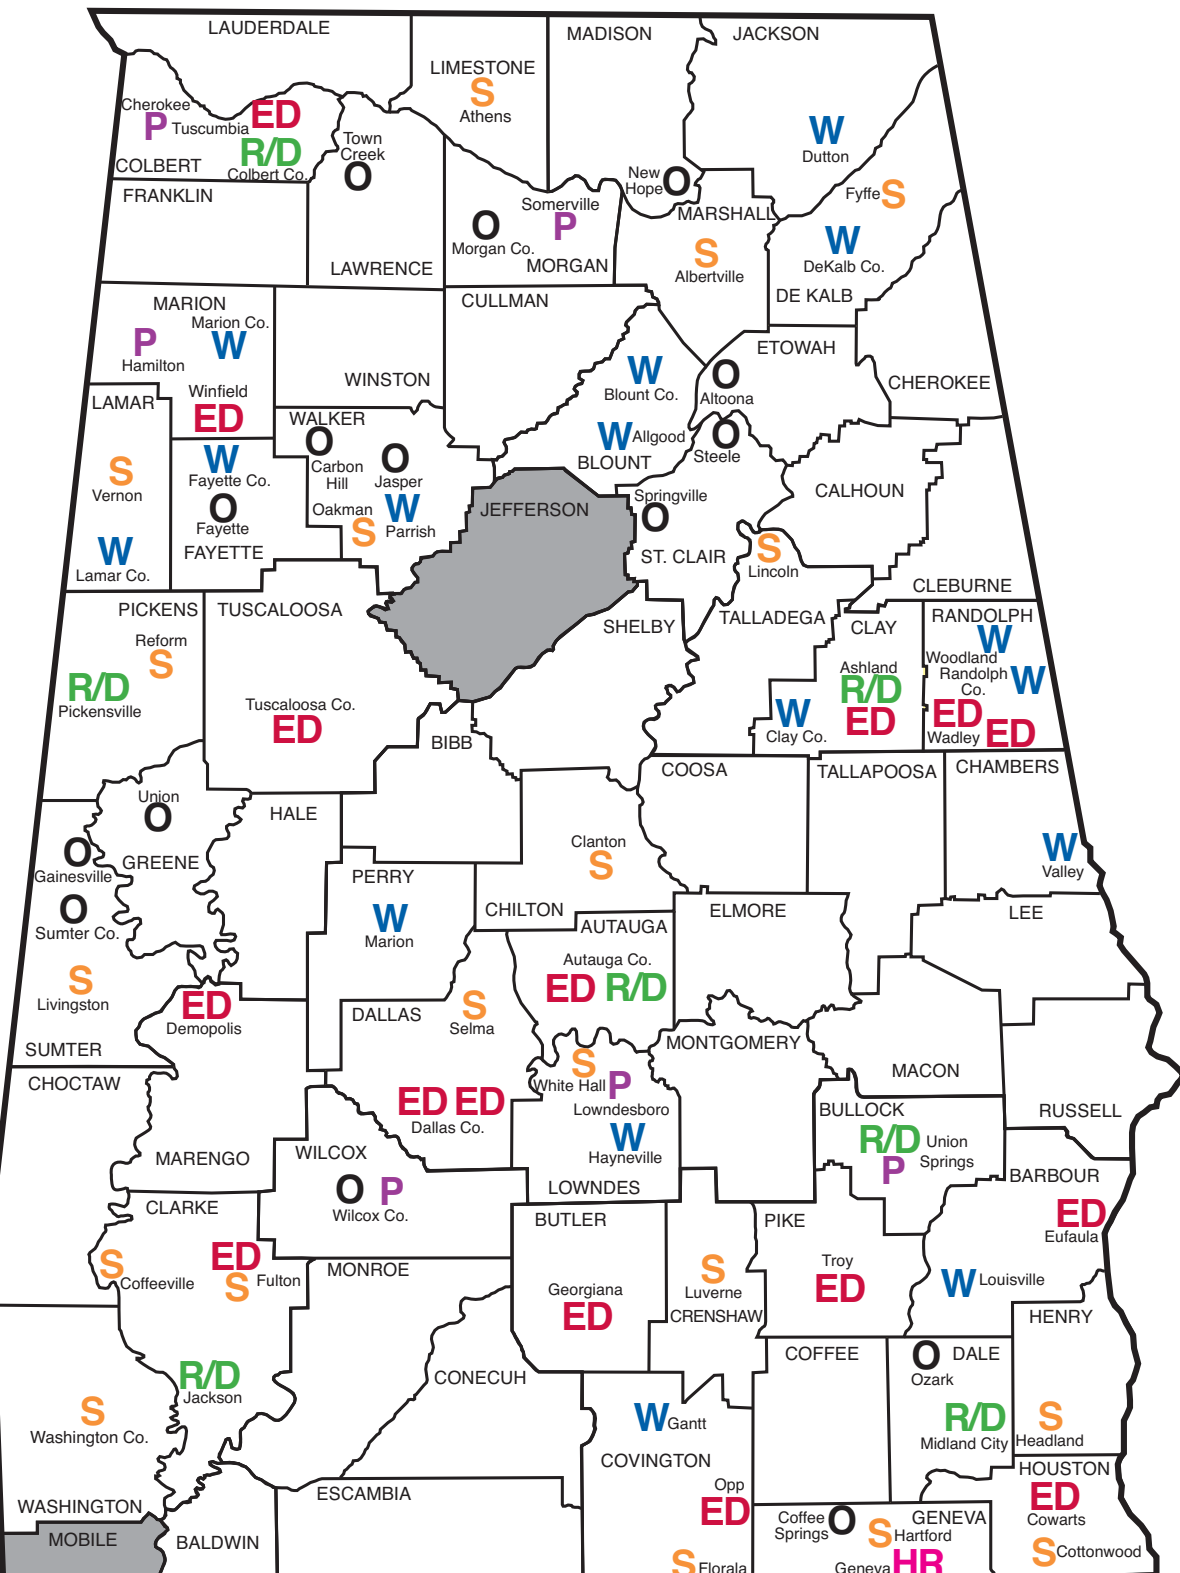 LAUDERDALE
LIMESTONE
S
Athens
MADISON
JACKSON
W
Dutton
Cherokee
P
Tuscumbia
ED
R/D
Colbert Co.
COLBERT
Town
Creek
O
LAWRENCE
FRANKLIN
New
Hope
O
Somerville
P
O
Morgan Co.
MORGAN
MARSHALL
S
Albertville
Fyffe
S
W
DeKalb Co.
DE KALB
MARION
Marion Co.
P
W
Hamilton
Winfield
ED
WINSTON
CULLMAN
ETOWAH
O
Altoona
CHEROKEE
W
Blount Co.
W
Allgood
BLOUNT
O
Steele
LAMAR
S
Vernon
W
Lamar Co.
W
Fayette Co.
O
Fayette
FAYETTE
WALKER
O
Carbon
Hill
O
Jasper
Oakman
S
W
Parrish
JEFFERSON
Springville
O
ST. CLAIR
CALHOUN
S
Lincoln
TALLADEGA
CLEBURNE
PICKENS
Reform
S
R/D
Pickensville
TUSCALOOSA
Tuscaloosa Co.
ED
SHELBY
CLAY
Ashland
R/D
ED
W
Clay Co.
RANDOLPH
W
Woodland
Randolph
Co.
W
ED
Wadley
ED
BIBB
COOSA
TALLAPOOSA
CHAMBERS
W
Valley
Union
O
GREENE
HALE
O
Gainesville
O
Sumter Co.
S
Livingston
SUMTER
PERRY
W
Marion
Clanton
S
CHILTON
AUTAUGA
Autauga Co.
ED
R/D
ELMORE
LEE
ED
Demopolis
DALLAS
S
Selma
ED ED
Dallas Co.
MONTGOMERY
MACON
RUSSELL
CHOCTAW
MARENGO
S
White Hall
P
Lowndesboro
W
Hayneville
LOWNDES
BULLOCK
R/D
P
Union
Springs
BARBOUR
ED
Eufaula
W
Louisville
WILCOX
O
P
Wilcox Co.
CLARKE
S
Coffeeville
ED
S
Fulton
R/D
Jackson
MONROE
BUTLER
Georgiana
ED
S
Luverne
CRENSHAW
PIKE
Troy
ED
HENRY
S
Headland
CONECUH
COFFEE
O
Ozark
DALE
R/D
Midland City
S
Washington Co.
WASHINGTON
W
Gantt
COVINGTON
Opp
ED
S
Florala
HOUSTON
ED
Cowarts
S
Cottonwood
MOBILE
BALDWIN
ESCAMBIA
Coffee
Springs
O
S
Hartford
GENEVA
Geneva
HR